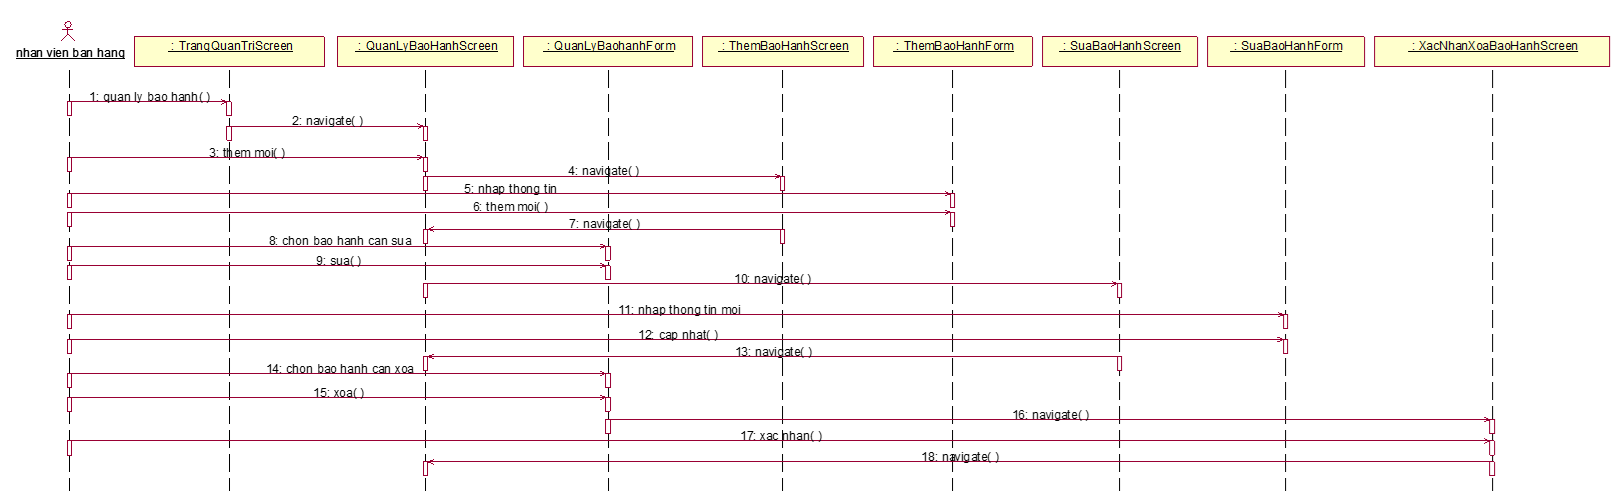 nhan vien ban hang
: TrangQuanTriScreen
: QuanLyBaoHanhScreen
: QuanLyBaohanhForm
: ThemBaoHanhScreen
: ThemBaoHanhForm
: SuaBaoHanhScreen
: SuaBaoHanhForm
: XacNhanXoaBaoHanhScreen
1: quan ly bao hanh( )
2: navigate( )
3: them moi( )
4: navigate( )
5: nhap thong tin
6: them moi( )
7: navigate( )
8: chon bao hanh can sua
9: sua( )
10: navigate( )
11: nhap thong tin moi
12: cap nhat( )
13: navigate( )
14: chon bao hanh can xoa
15: xoa( )
16: navigate( )
17: xac nhan( )
18: navigate( )